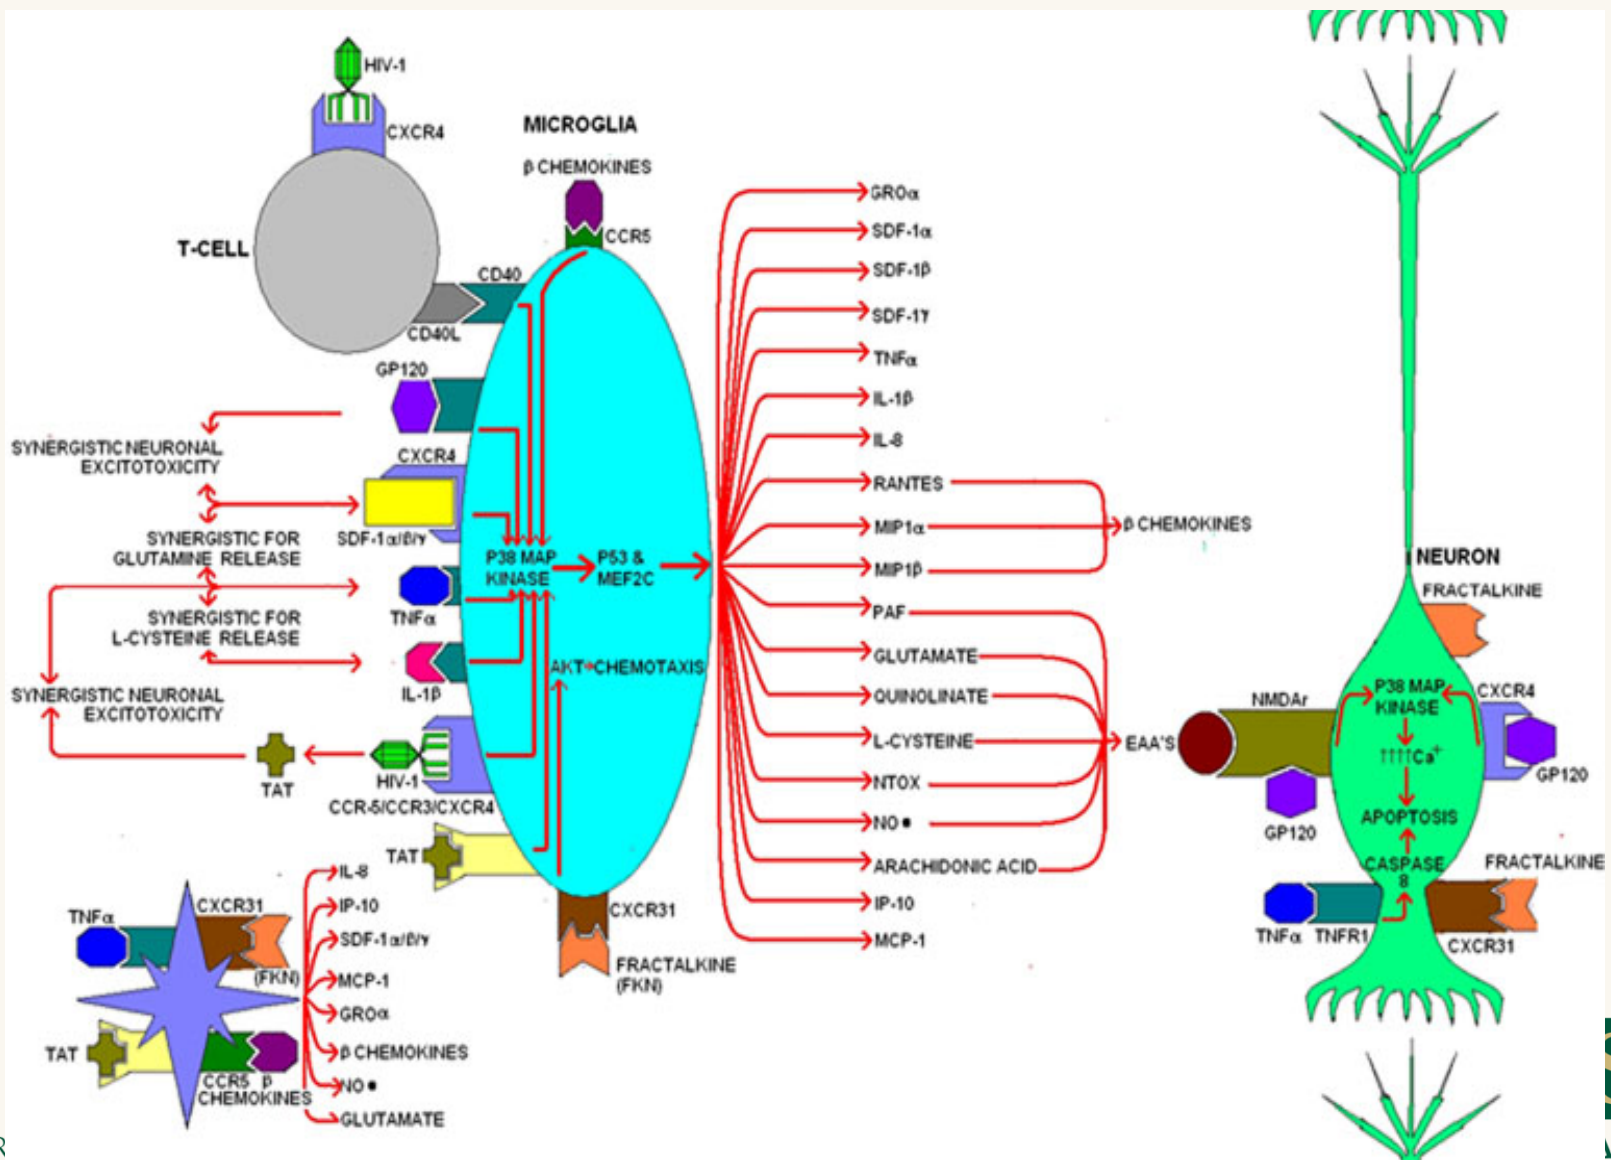 HIV-1
CXCR4
T-CELL
MICROGLIA
β CHEMOKINES
CCR5
CD40
CD40L
GP120
SYNERGISTIC NEURONAL
EXCITOTOXICITY
CXCR4
SDF-1α/β/γ
SYNERGISTIC FOR
GLUTAMINE RELEASE
TNFα
SYNERGISTIC FOR
L-CYSTEINE RELEASE
IL-1β
SYNERGISTIC NEURONAL
EXCITOTOXICITY
TAT
HIV-1
CCR-5/CCR3/CXCR4
TAT
P38 MAP
KINASE
P53 &
MEF2C
AKT CHEMOTAXIS
CXCR31
FRACTALKINE
(FKN)
GROα
SDF-1α
SDF-1β
SDF-1γ
TNFα
IL-1β
IL-8
RANTES
MIP1α
MIP1β
β CHEMOKINES
PAF
GLUTAMATE
QUINOLINATE
L-CYSTEINE
NTOX
NO●
ARACHIDONIC ACID
EAA'S
IP-10
MCP-1
NEURON
FRACTALKINE
NMDAr
P38 MAP
KINASE
↑↑↑↑Ca+
APOPTOSIS
CASPASE
8
CXCR4
GP120
GP120
TNFα
TNFR1
FRACTALKINE
CXCR31
TNFα
CXCR31
(FKN)
TAT
CCR5 β
CHEMOKINES
IL-8
IP-10
SDF-1α/β/γ
MCP-1
GROα
β CHEMOKINES
NO●
GLUTAMATE